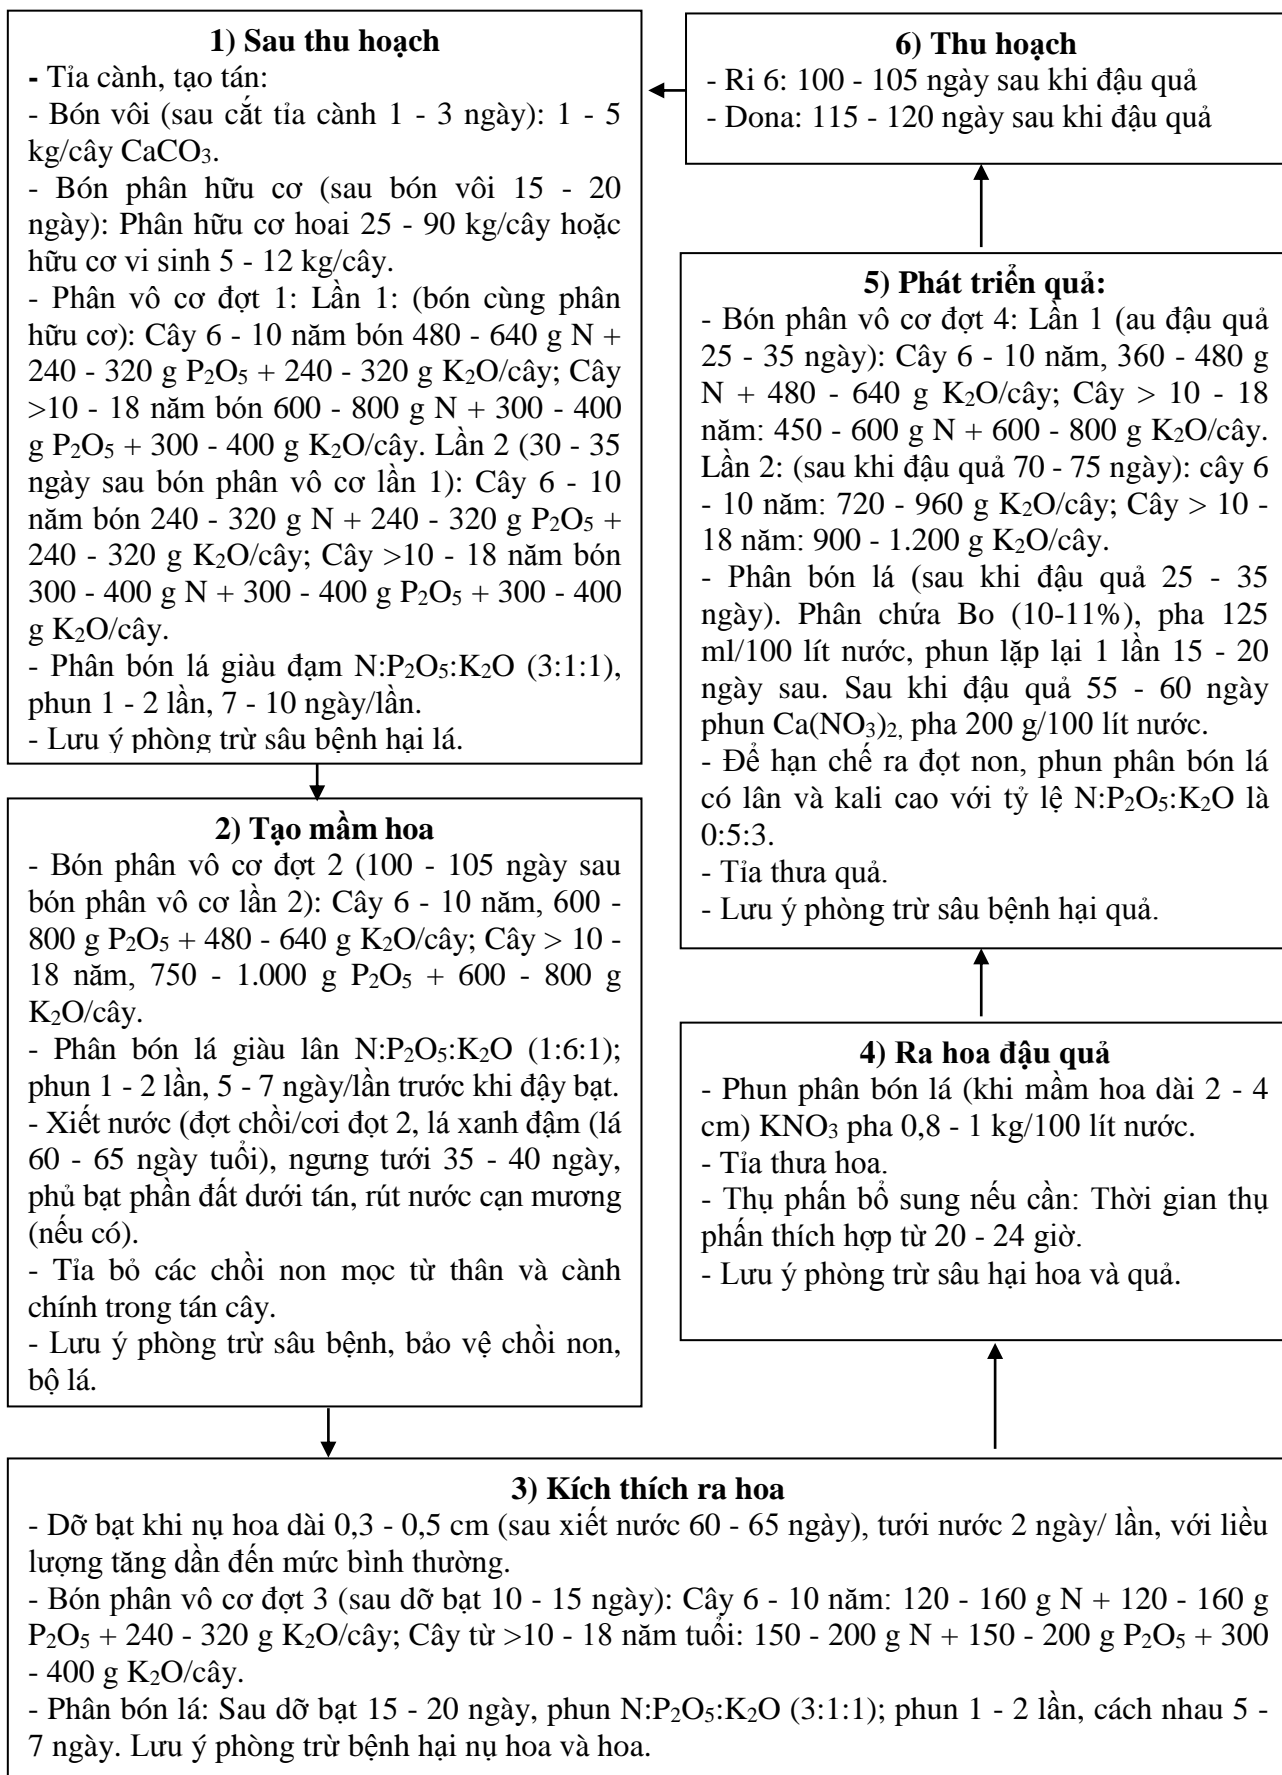 1) Sau thu hoạch
- Tỉa cành, tạo tán:
- Bón vôi (sau cắt tỉa cành 1 - 3 ngày): 1 - 5
kg/cây CaCO₃.
- Bón phân hữu cơ (sau bón vôi 15 - 20
ngày): Phân hữu cơ hoai 25 - 90 kg/cây hoặc
hữu cơ vi sinh 5 - 12 kg/cây.
- Phân vô cơ đợt 1: Lần 1: (bón cùng phân
hữu cơ): Cây 6 - 10 năm bón 480 - 640 g N +
240 - 320 g P₂O₅ + 240 - 320 g K₂O/cây; Cây
>10 - 18 năm bón 600 - 800 g N + 300 - 400
g P₂O₅ + 300 - 400 g K₂O/cây. Lần 2 (30 - 35
ngày sau bón phân vô cơ lần 1): Cây 6 - 10
năm bón 240 - 320 g N + 240 - 320 g P₂O₅ +
240 - 320 g K₂O/cây; Cây >10 - 18 năm bón
300 - 400 g N + 300 - 400 g P₂O₅ + 300 - 400
g K₂O/cây.
- Phân bón lá giàu đạm N:P₂O₅:K₂O (3:1:1),
phun 1 - 2 lần, 7 - 10 ngày/lần.
- Lưu ý phòng trừ sâu bệnh hại lá.
2) Tạo mầm hoa
- Bón phân vô cơ đợt 2 (100 - 105 ngày sau
bón phân vô cơ lần 2): Cây 6 - 10 năm, 600 -
800 g P₂O₅ + 480 - 640 g K₂O/cây; Cây > 10 -
18 năm, 750 - 1.000 g P₂O₅ + 600 - 800 g
K₂O/cây.
- Phân bón lá giàu lân N:P₂O₅:K₂O (1:6:1);
phun 1 - 2 lần, 5 - 7 ngày/lần trước khi đậy bạt.
- Xiết nước (đợt chồi/cơi đọt 2, lá xanh đậm (lá
60 - 65 ngày tuổi), ngưng tưới 35 - 40 ngày,
phủ bạt phần đất dưới tán, rút nước cạn mương
(nếu có).
- Tỉa bỏ các chồi non mọc từ thân và cành
chính trong tán cây.
- Lưu ý phòng trừ sâu bệnh, bảo vệ chồi non,
bộ lá.
3) Kích thích ra hoa
- Dỡ bạt khi nụ hoa dài 0,3 - 0,5 cm (sau xiết nước 60 - 65 ngày), tưới nước 2 ngày/ lần, với liều
lượng tăng dần đến mức bình thường.
- Bón phân vô cơ đợt 3 (sau dỡ bạt 10 - 15 ngày): Cây 6 - 10 năm: 120 - 160 g N + 120 - 160 g
P₂O₅ + 240 - 320 g K₂O/cây; Cây từ >10 - 18 năm tuổi: 150 - 200 g N + 150 - 200 g P₂O₅ + 300
- 400 g K₂O/cây.
- Phân bón lá: Sau dỡ bạt 15 - 20 ngày, phun N:P₂O₅:K₂O (3:1:1); phun 1 - 2 lần, cách nhau 5 -
7 ngày. Lưu ý phòng trừ bệnh hại nụ hoa và hoa.
4) Ra hoa đậu quả
- Phun phân bón lá (khi mầm hoa dài 2 - 4
cm) KNO₃ pha 0,8 - 1 kg/100 lít nước.
- Tỉa thưa hoa.
- Thụ phấn bổ sung nếu cần: Thời gian thụ
phấn thích hợp từ 20 - 24 giờ.
- Lưu ý phòng trừ sâu hại hoa và quả.
5) Phát triển quả:
- Bón phân vô cơ đợt 4: Lần 1 (au đậu quả
25 - 35 ngày): Cây 6 - 10 năm, 360 - 480 g
N + 480 - 640 g K₂O/cây; Cây > 10 - 18
năm: 450 - 600 g N + 600 - 800 g K₂O/cây.
Lần 2: (sau khi đậu quả 70 - 75 ngày): cây 6
- 10 năm: 720 - 960 g K₂O/cây; Cây > 10 -
18 năm: 900 - 1.200 g K₂O/cây.
- Phân bón lá (sau khi đậu quả 25 - 35
ngày). Phân chứa Bo (10-11%), pha 125
ml/100 lít nước, phun lặp lại 1 lần 15 - 20
ngày sau. Sau khi đậu quả 55 - 60 ngày
phun Ca(NO₃)₂, pha 200 g/100 lít nước.
- Để hạn chế ra đọt non, phun phân bón lá
có lân và kali cao với tỷ lệ N:P₂O₅:K₂O là
0:5:3.
- Tỉa thưa quả.
- Lưu ý phòng trừ sâu bệnh hại quả.
6) Thu hoạch
- Ri 6: 100 - 105 ngày sau khi đậu quả
- Dona: 115 - 120 ngày sau khi đậu quả